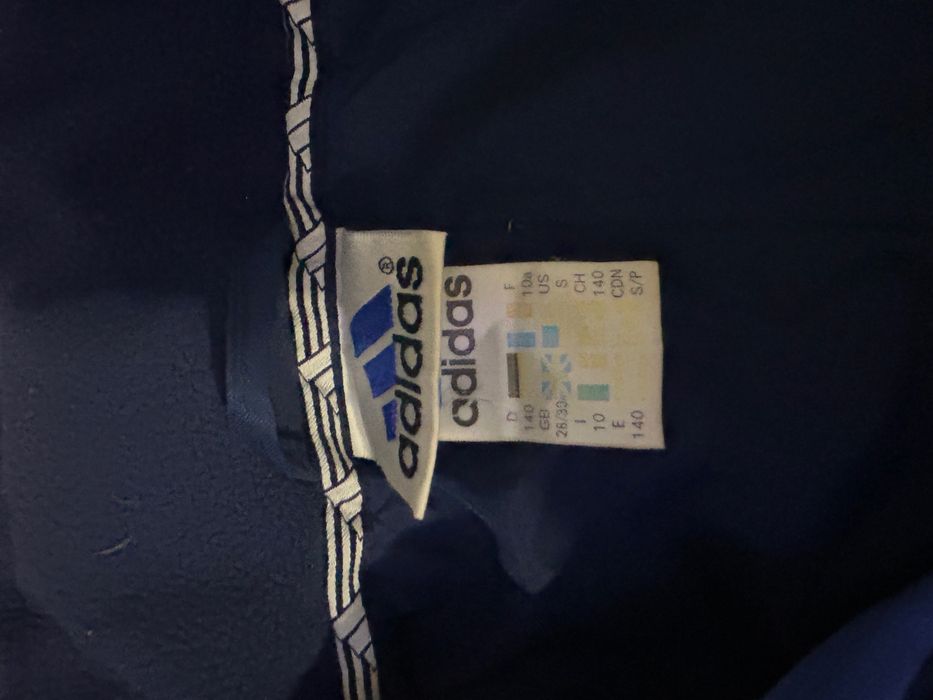 adidas®
adidas
D F
140 10a
GB US
28/30 S
I CH
10 140
E CDN
140 S/P